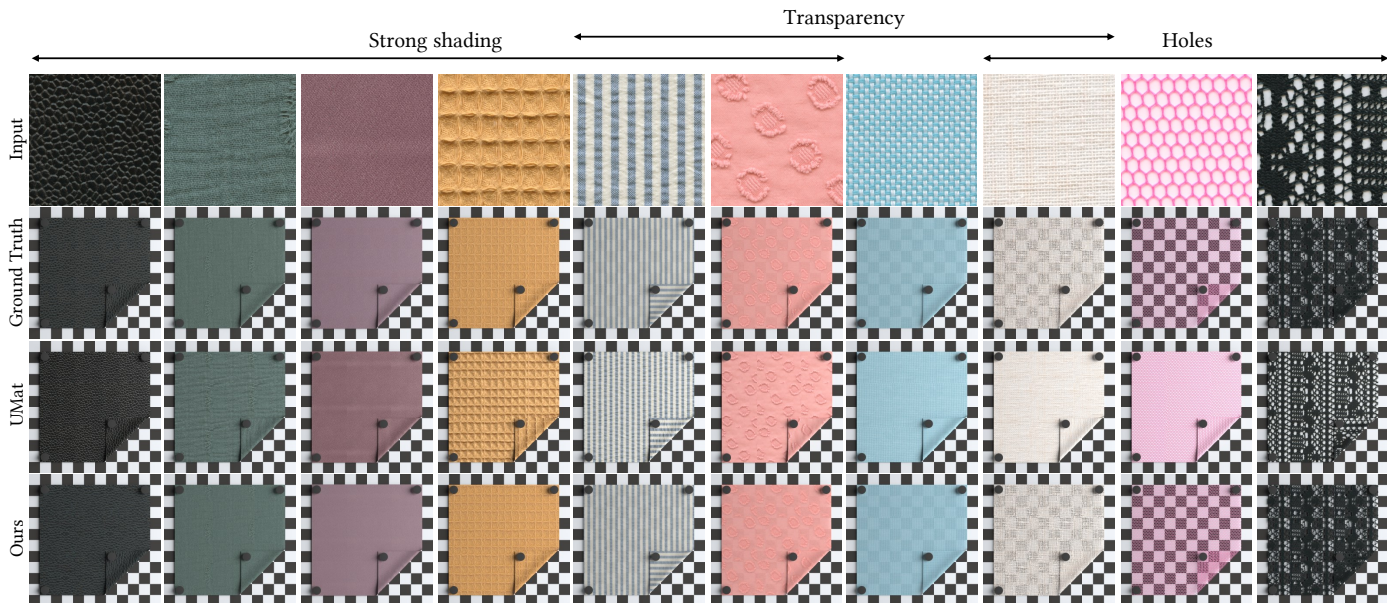 Transparency
Strong shading
Holes
Input
Ground Truth
UMat
Ours